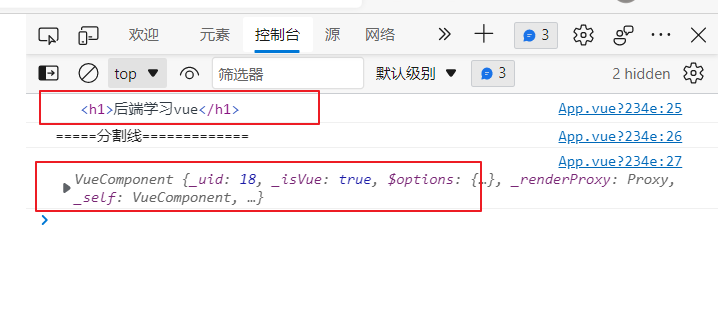 欢迎 元素 控制台 源 网络 3
top 筛选器 默认级别 3 2 hidden
<h1>后端学习vue</h1> App.vue?234e:25
=====分割线============= App.vue?234e:26
App.vue?234e:27
VueComponent {_uid: 18, _isVue: true, $options: {…}, _renderProxy: Proxy,
_self: VueComponent, …}